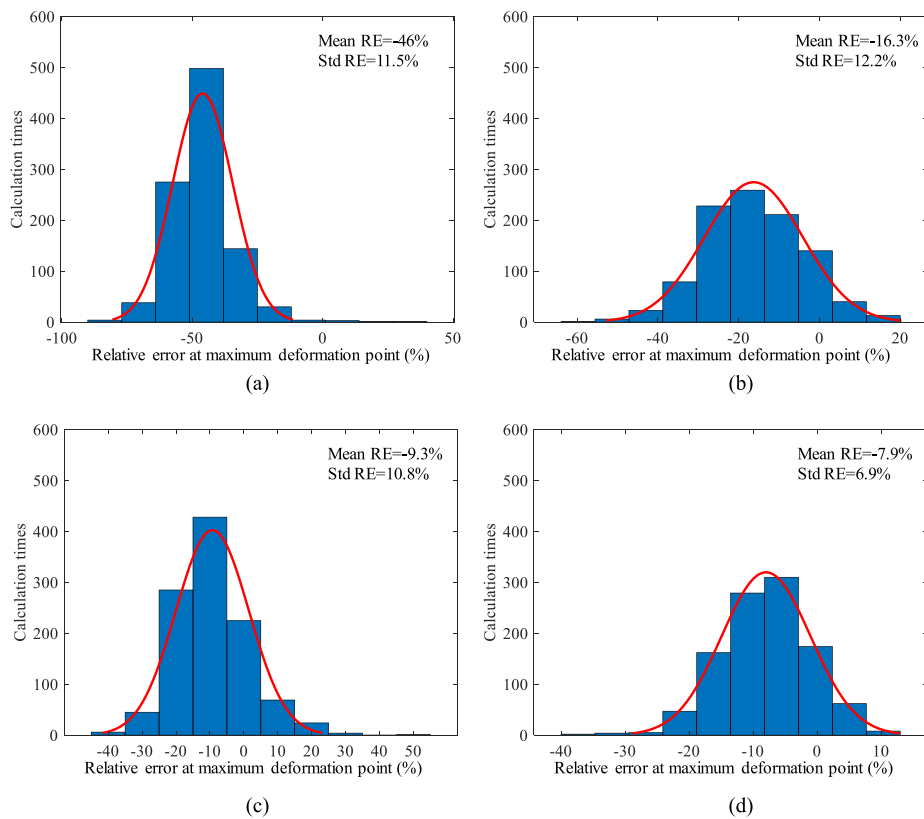 Mean RE=-46%
Std RE=11.5%
600
500
400
300
200
100
0
Calculation times
-100 -50 0 50
Relative error at maximum deformation point (%)
(a)
Mean RE=-16.3%
Std RE=12.2%
600
500
400
300
200
100
0
Calculation times
-60 -40 -20 0 20
Relative error at maximum deformation point (%)
(b)
Mean RE=-9.3%
Std RE=10.8%
600
500
400
300
200
100
0
Calculation times
-40 -30 -20 -10 0 10 20 30 40 50
Relative error at maximum deformation point (%)
(c)
Mean RE=-7.9%
Std RE=6.9%
600
500
400
300
200
100
0
Calculation times
-40 -30 -20 -10 0 10
Relative error at maximum deformation point (%)
(d)